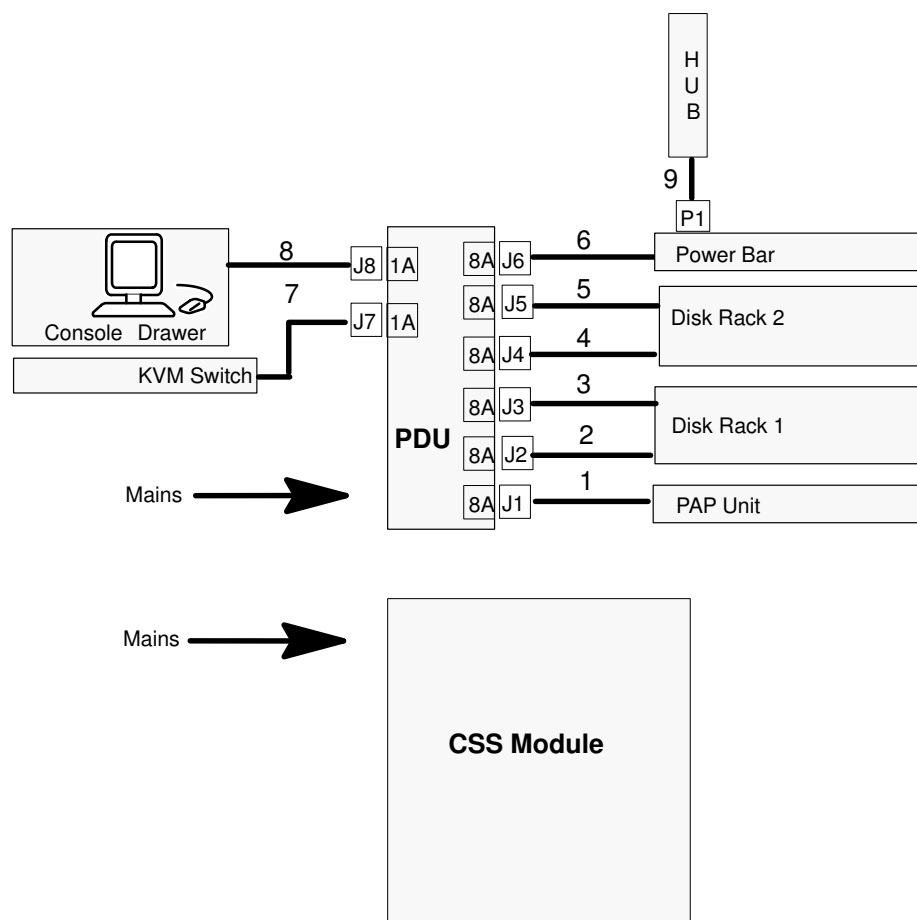 H
U
B
9
P1
8
J8 1A
8A J6
6
Power Bar
7
J7 1A
8A J5
5
Disk Rack 2
Console Drawer
8A J4
4
KVM Switch
8A J3
3
PDU
Disk Rack 1
8A J2
2
Mains
8A J1
1
PAP Unit
Mains
CSS Module